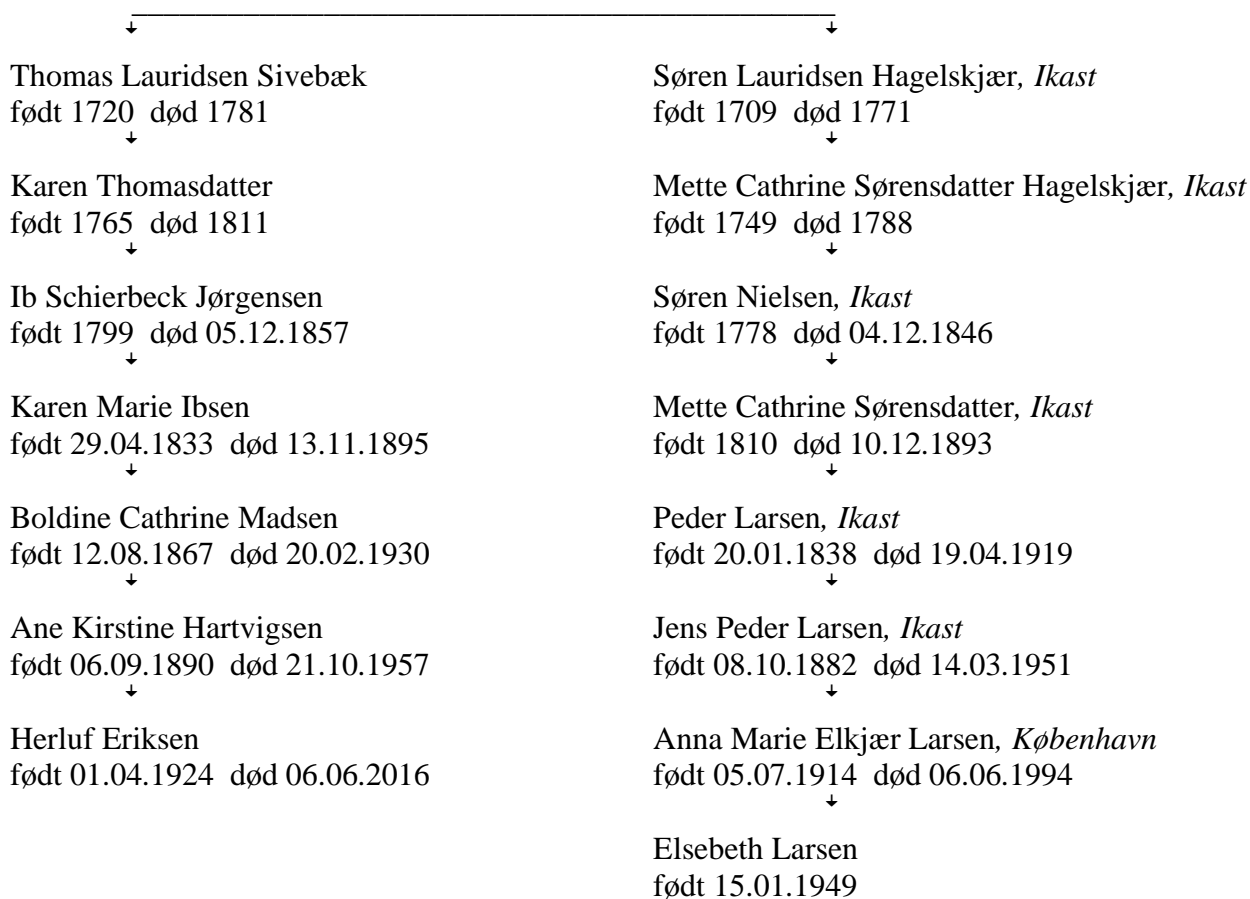 Thomas Lauridsen Sivebæk
født 1720 død 1781
Karen Thomasdatter
født 1765 død 1811
Ib Schierbeck Jørgensen
født 1799 død 05.12.1857
Karen Marie Ibsen
født 29.04.1833 død 13.11.1895
Boldine Cathrine Madsen
født 12.08.1867 død 20.02.1930
Ane Kirstine Hartvigsen
født 06.09.1890 død 21.10.1957
Herluf Eriksen
født 01.04.1924 død 06.06.2016
Søren Lauridsen Hagelskjær, Ikast
født 1709 død 1771
Mette Cathrine Sørensdatter Hagelskjær, Ikast
født 1749 død 1788
Søren Nielsen, Ikast
født 1778 død 04.12.1846
Mette Cathrine Sørensdatter, Ikast
født 1810 død 10.12.1893
Peder Larsen, Ikast
født 20.01.1838 død 19.04.1919
Jens Peder Larsen, Ikast
født 08.10.1882 død 14.03.1951
Anna Marie Elkjær Larsen, København
født 05.07.1914 død 06.06.1994
Elsebeth Larsen
født 15.01.1949